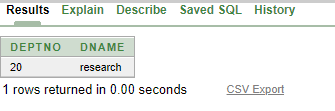 Results Explain Describe Saved SQL History
DEPTNO DNAME
20 research
1 rows returned in 0.00 seconds CSV Export